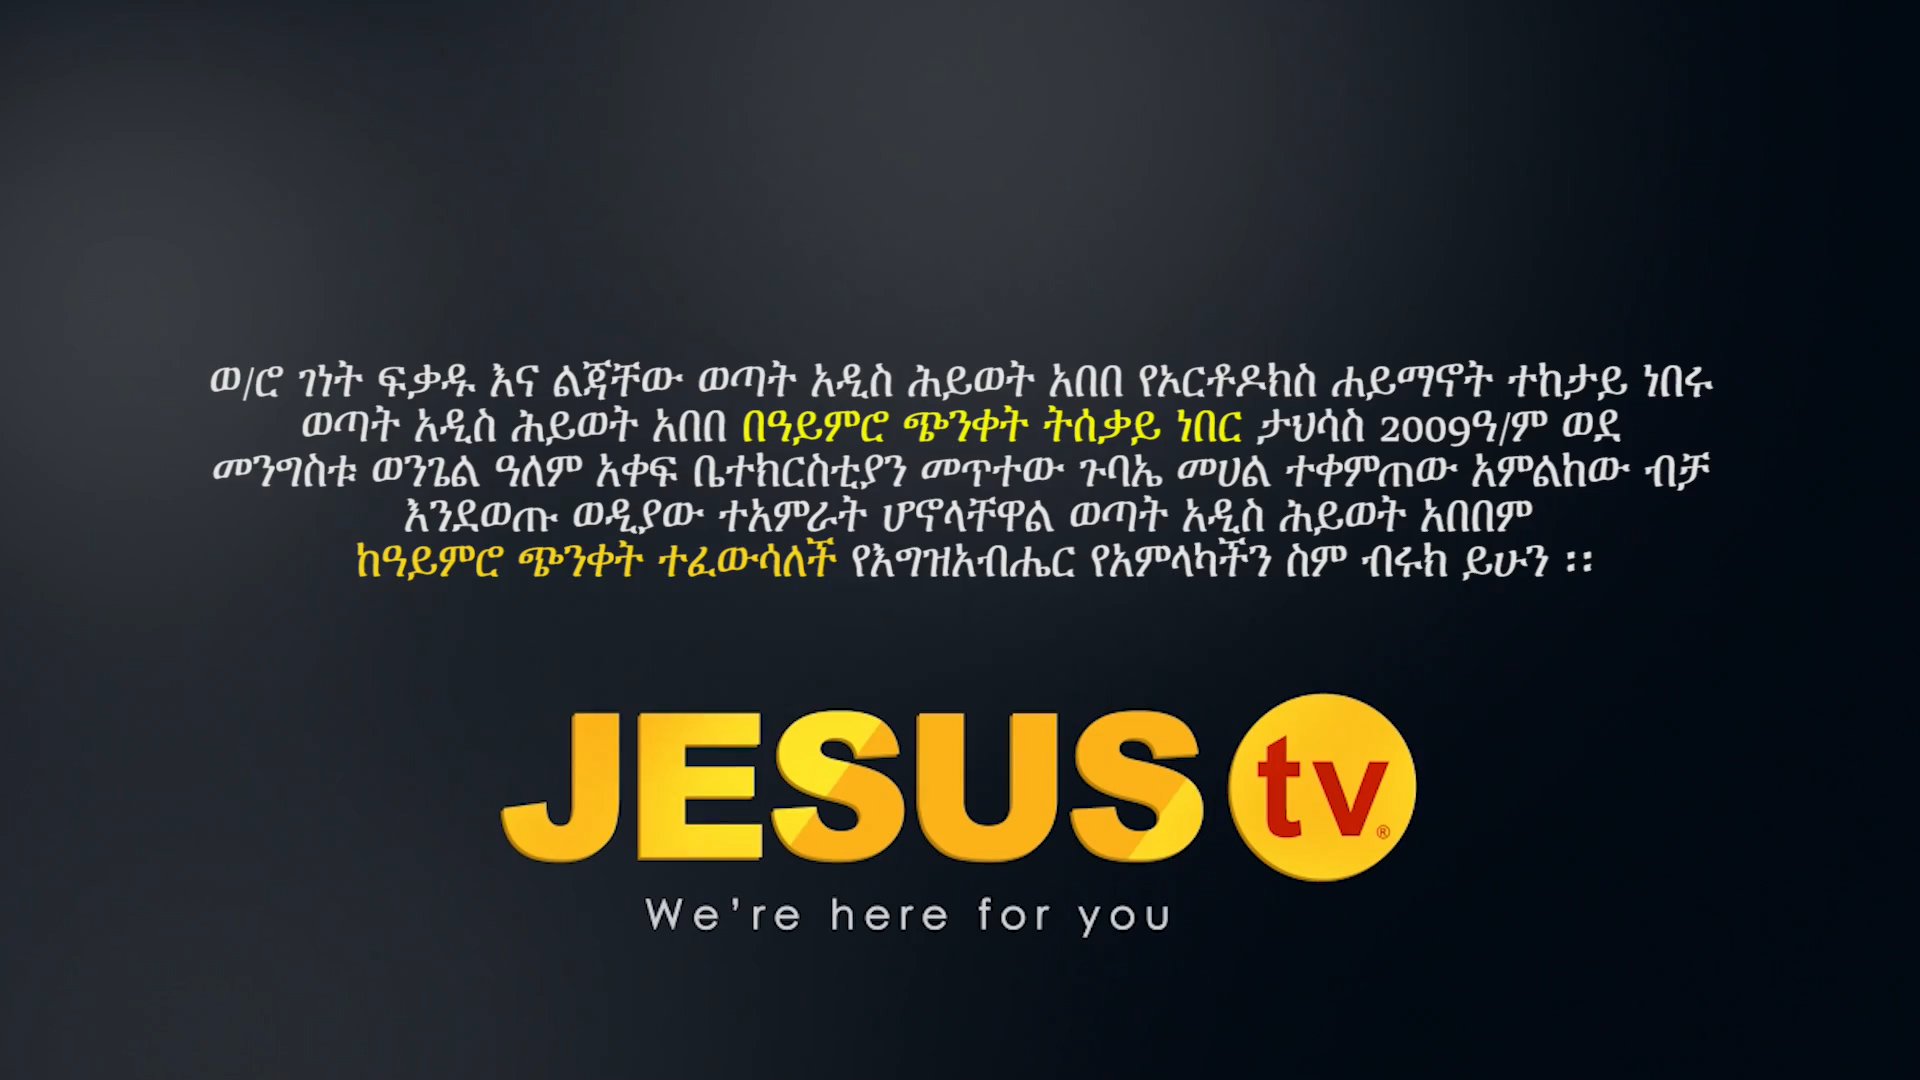 ወ/ሮ ገነት ፍቃዱ እና ልጃቸው ወጣት አዲስ ሕይወት አበበ የኦርቶዶክስ ሐይማኖት ተከታይ ነበሩ
ወጣት አዲስ ሕይወት አበበ በዓይምሮ ጭንቀት ትሰቃይ ነበር ታህሳስ 2009ዓ/ም ወደ
መንግስቱ ወንጌል ዓለም አቀፍ ቤተክርስቲያን መጥተው ጉባኤ መሀል ተቀምጠው አምልከው ብቻ
እንደወጡ ወዲያው ተአምራት ሆኖላቸዋል ወጣት አዲስ ሕይወት አበበም
ከዓይምሮ ጭንቀት ተፈውሳለች የእግዝአብሔር የአምላካችን ስም ብሩክ ይሁን ፡፡
JESUS tv®
We're here for you